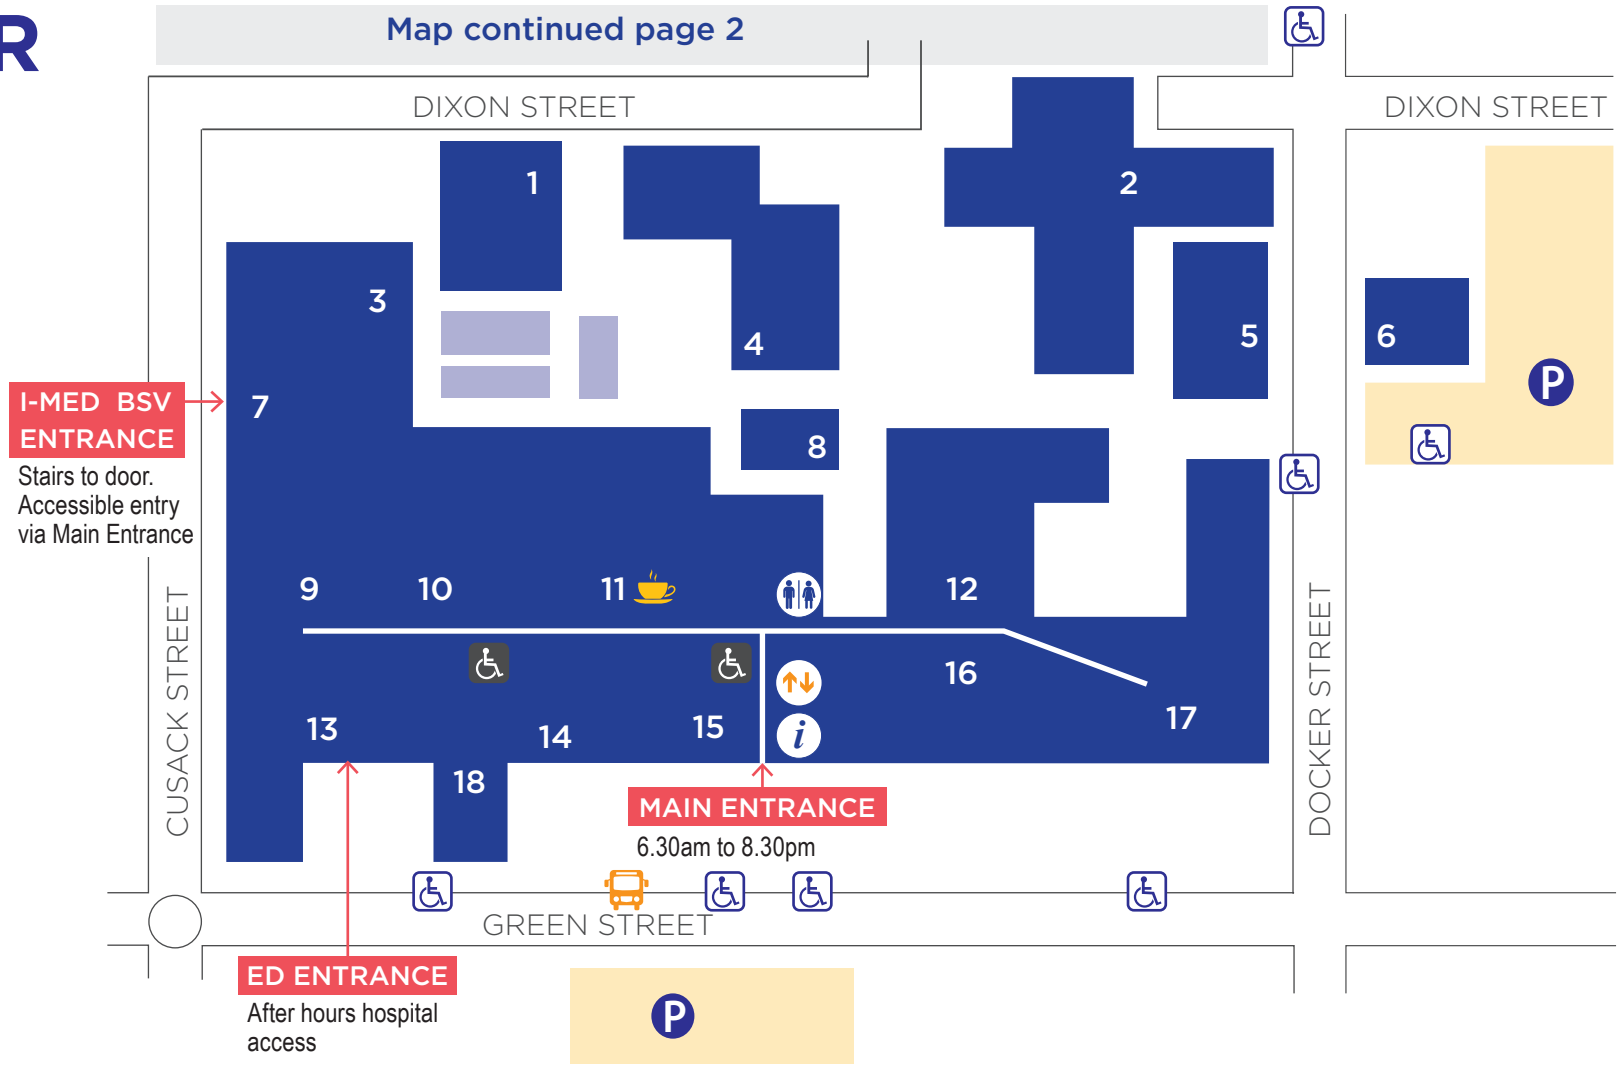 R
Map continued page 2
DIXON STREET
DIXON STREET
1
2
3
4
5
6
P
I-MED BSV
ENTRANCE
Stairs to door.
Accessible entry
via Main Entrance
7
8
9
10
11
12
CUSACK STREET
DOCKER STREET
13
14
15
16
17
i
18
MAIN ENTRANCE
6.30am to 8.30pm
GREEN STREET
ED ENTRANCE
After hours hospital
access
P